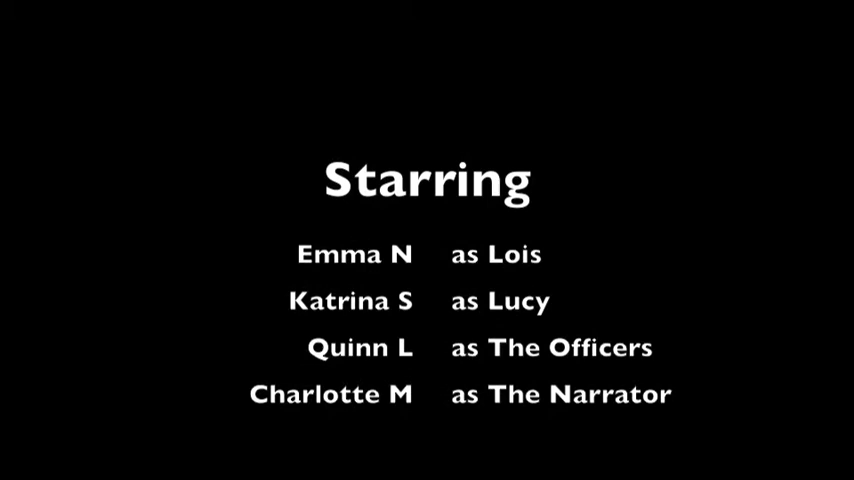 Starring
Emma N as Lois
Katrina S as Lucy
Quinn L as The Officers
Charlotte M as The Narrator